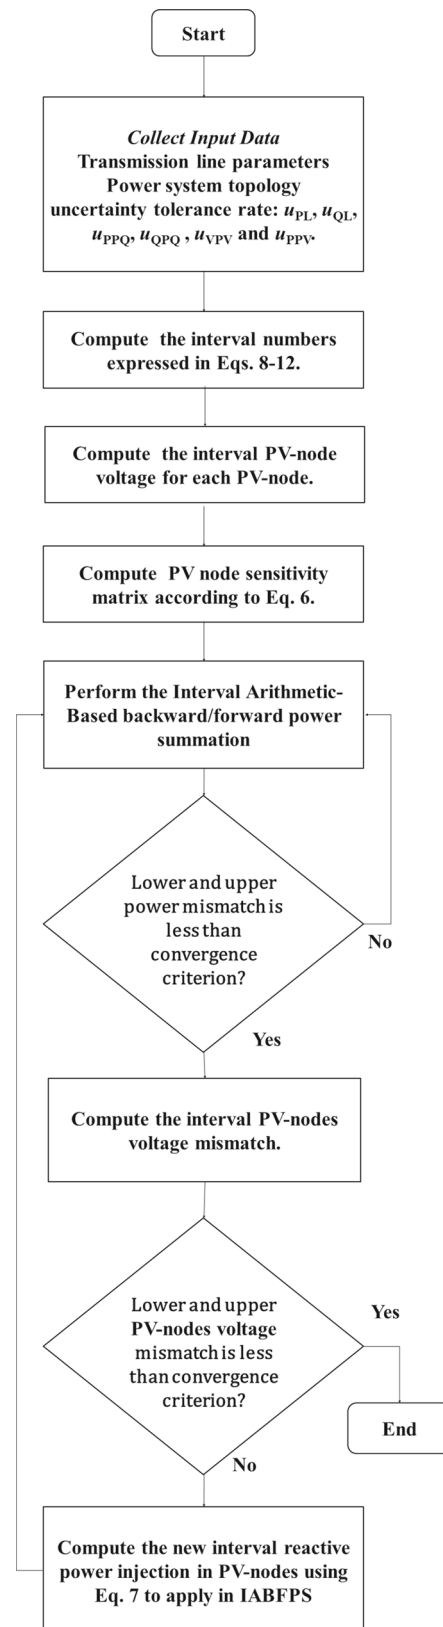 Start
Collect Input Data
Transmission line parameters
Power system topology
uncertainty tolerance rate: uPL, uQL,
uPPQ, uQPQ , uVPV and uPPV.
Compute the interval numbers
expressed in Eqs. 8-12.
Compute the interval PV-node
voltage for each PV-node.
Compute PV node sensitivity
matrix according to Eq. 6.
Perform the Interval Arithmetic-
Based backward/forward power
summation
Lower and upper
power mismatch is
less than
convergence
criterion?
No
Yes
Compute the interval PV-nodes
voltage mismatch.
Lower and upper
PV-nodes voltage
mismatch is less
than convergence
criterion?
Yes
End
No
Compute the new interval reactive
power injection in PV-nodes using
Eq. 7 to apply in IABFPS